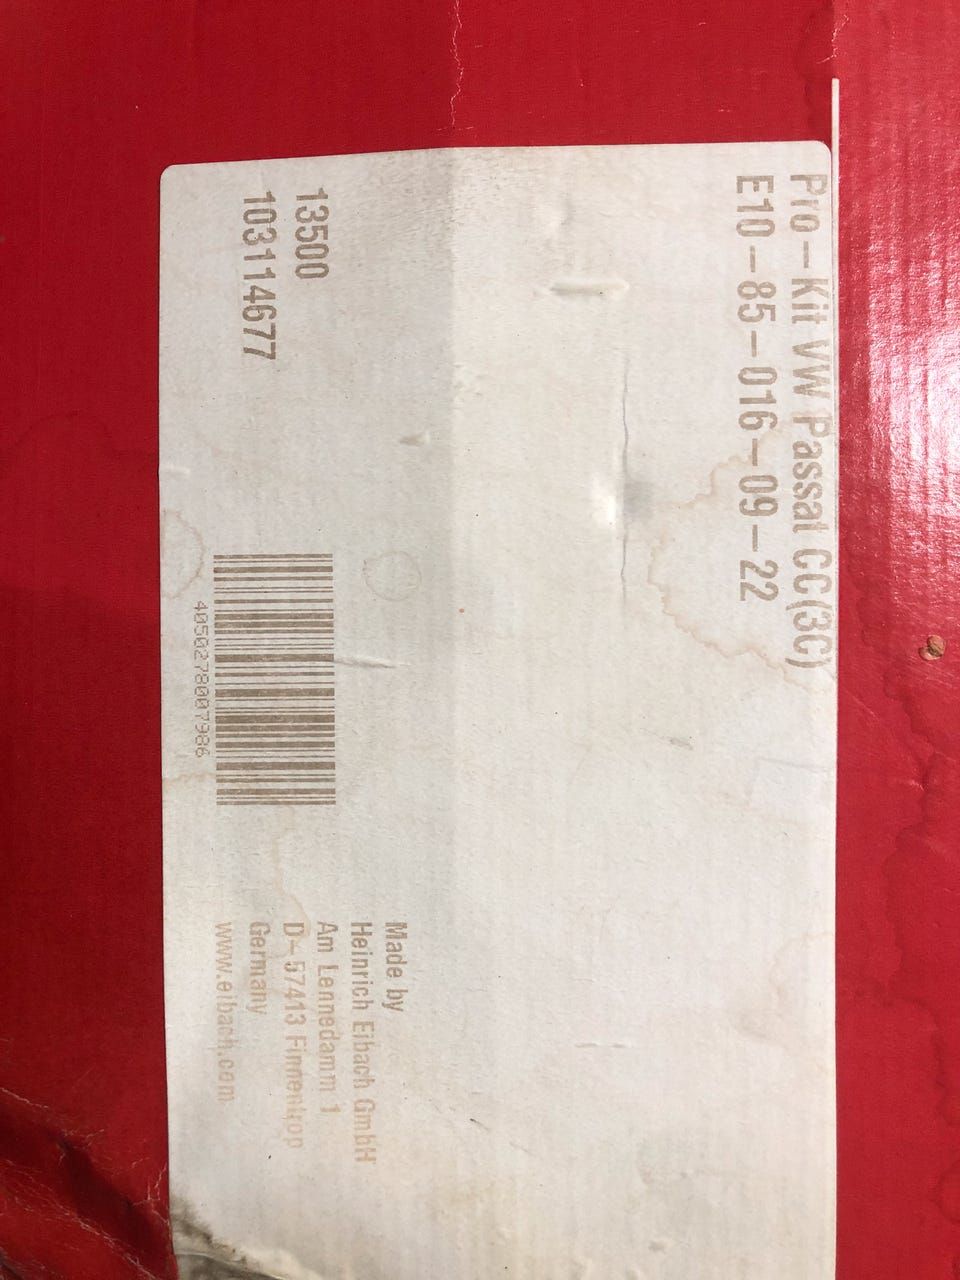 Pro-Kit VW Passat CC(3C)
E10-85-016-09-22
13500
103114677
4050278007986
Made by
Heinrich Eibach GmbH
Am Lennedamm 1
D-57413 Finnentrop
Germany
www.eibach.com